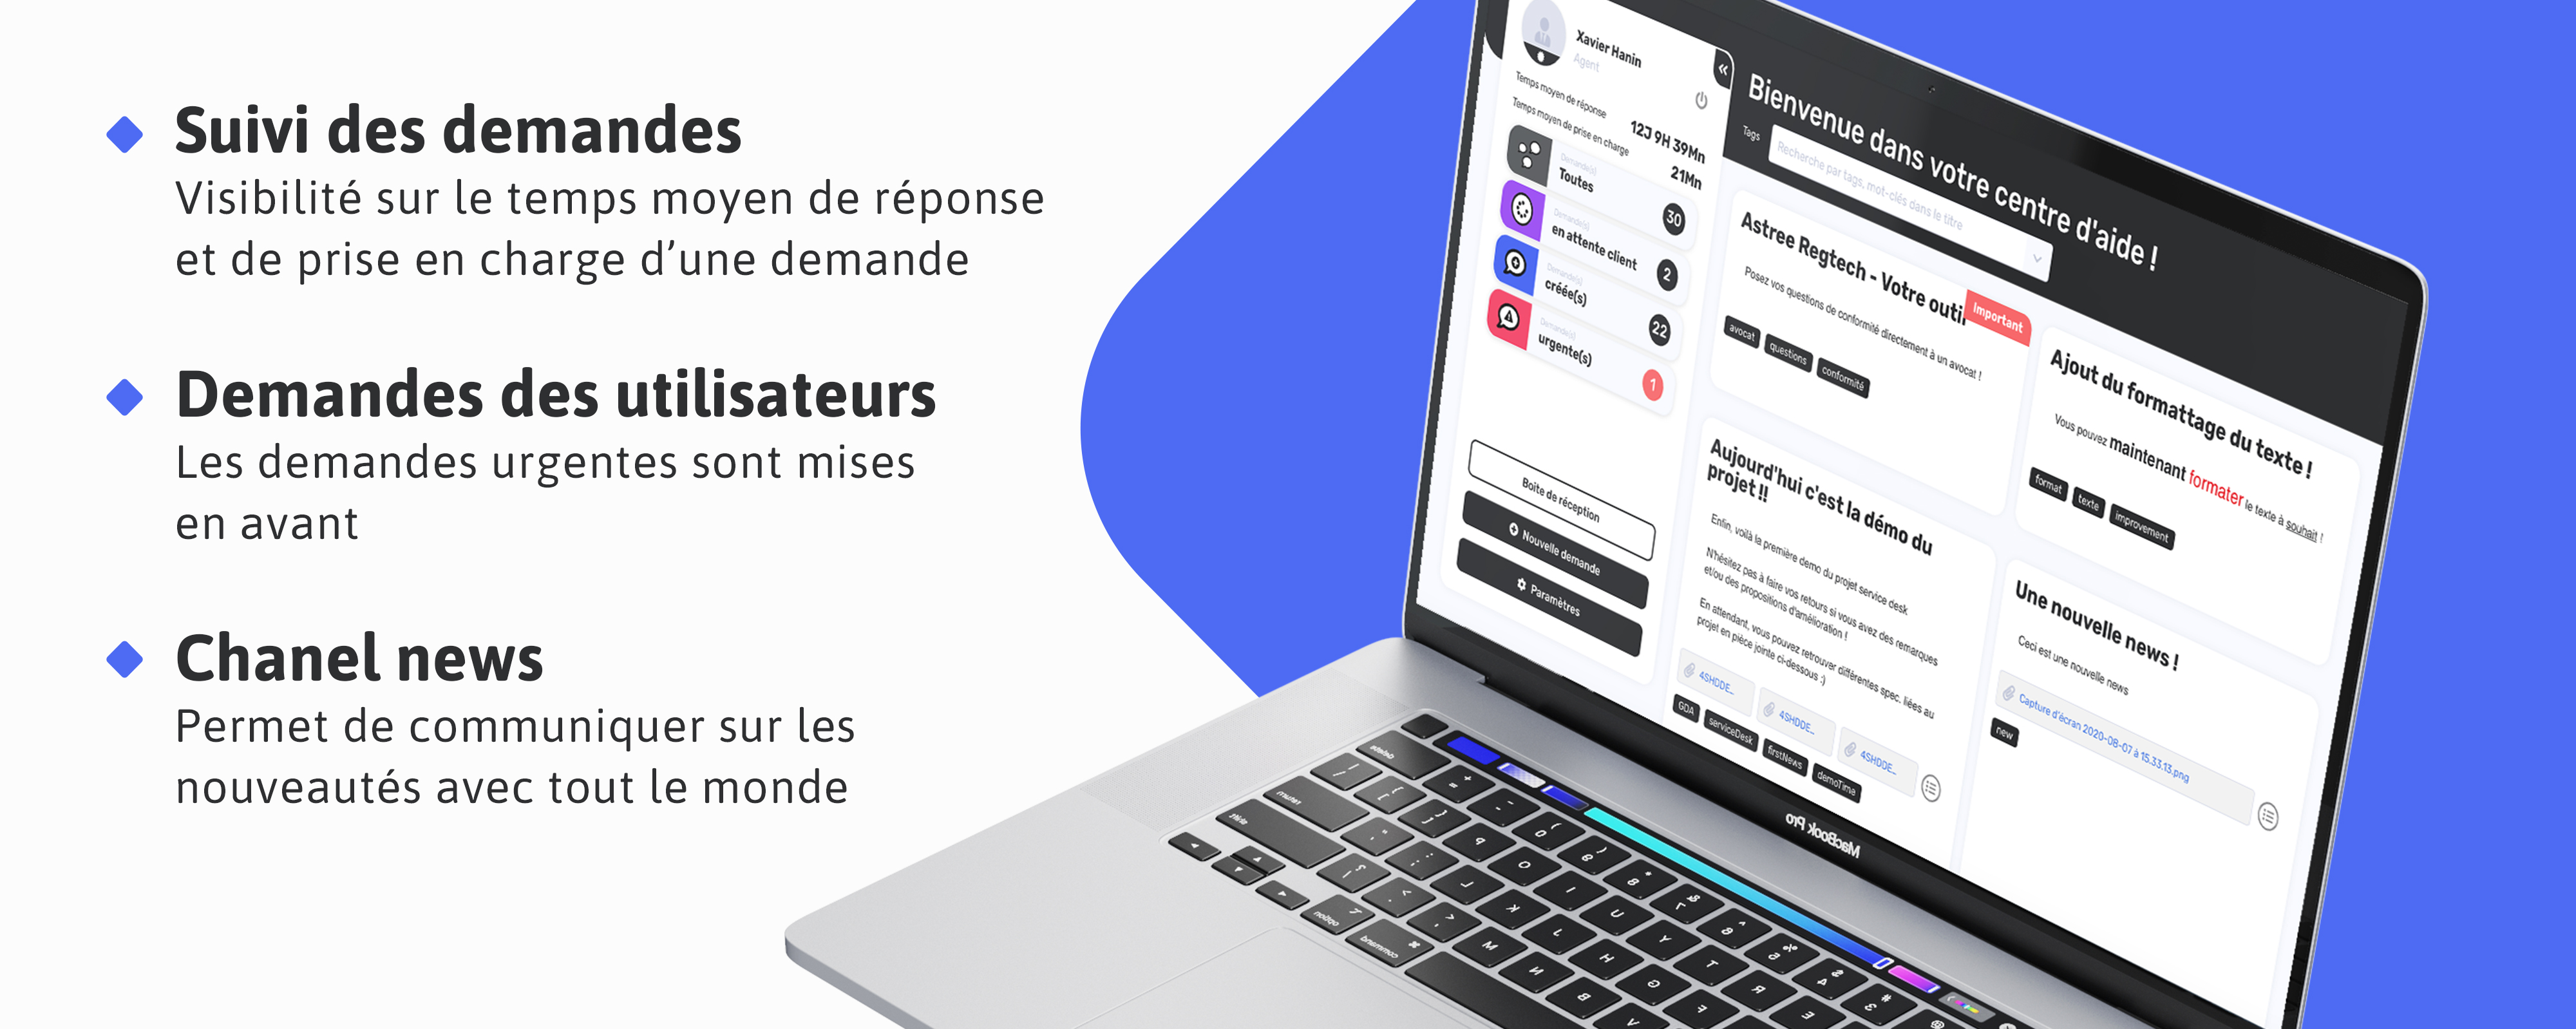 Suivi des demandes
Visibilité sur le temps moyen de réponse
et de prise en charge d’une demande
Demandes des utilisateurs
Les demandes urgentes sont mises
en avant
Chanel news
Permet de communiquer sur les
nouveautés avec tout le monde
Xavier Hanin
Agent
Temps moyen de réponse
12J 9H 39Mn
Temps moyen de prise en charge
21Mn
Demande(s)
Toutes
30
Demande(s)
en attente client
2
Demande(s)
créée(s)
22
Demande(s)
urgente(s)
1
Boite de réception
Nouvelle demande
Paramètres
Bienvenue dans votre centre d'aide !
Tags
Recherche par tags, mot-clés dans le titre
Astree Regtech - Votre outil
Important
Posez vos questions de conformité directement à un avocat !
avocat questions conformité
Ajout du formattage du texte !
Vous pouvez maintenant formater le texte à souhait !
format texte improvement
Aujourd'hui c'est la démo du
projet !!
Enfin, voilà la première demo du projet service desk
N'hésitez pas à faire vos retours si vous avez des remarques
et/ou des propositions d'amélioration !
En attendant, vous pouvez retrouver différentes spec. liées au
projet en pièce jointe ci-dessous :)
4SHDDE_ 4SHDDE_ 4SHDDE_
GDA serviceDesk firstNews demoTime
Une nouvelle news !
Ceci est une nouvelle news
Capture d'écran 2020-08-07 à 15.33.13.png
new
MacBook Pro